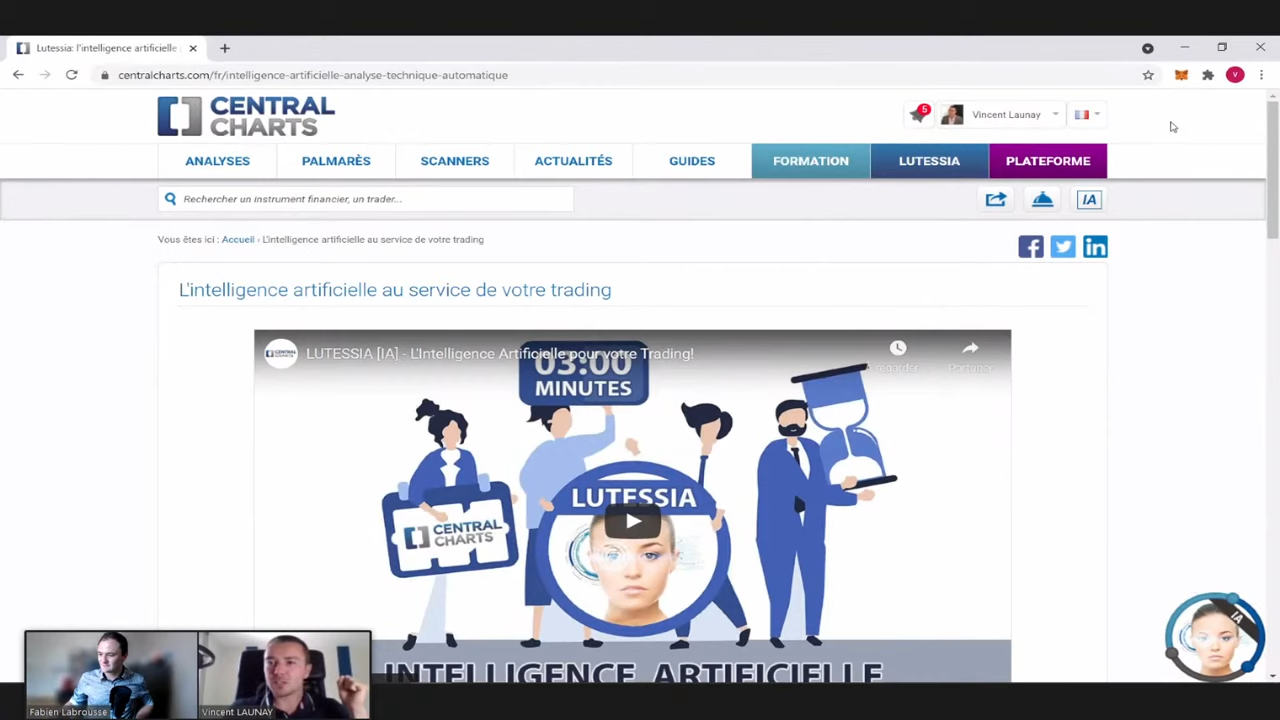 Lutessia: l'intelligence artificielle
centralcharts.com/fr/intelligence-artificielle-analyse-technique-automatique
V
CENTRAL
CHARTS
5
Vincent Launay
ANALYSES
PALMARÈS
SCANNERS
ACTUALITÉS
GUIDES
FORMATION
LUTESSIA
PLATEFORME
Rechercher un instrument financier, un trader...
IA
Vous êtes ici : Accueil › L'intelligence artificielle au service de votre trading
L'intelligence artificielle au service de votre trading
LUTESSIA [IA] - L'Intelligence Artificielle pour votre Trading!
À regarder
Partager
03:00
MINUTES
LUTESSIA
CENTRAL
CHARTS
INTELLIGENCE ARTIFICIELLE
IA
Fabien Labrousse
Vincent LAUNAY